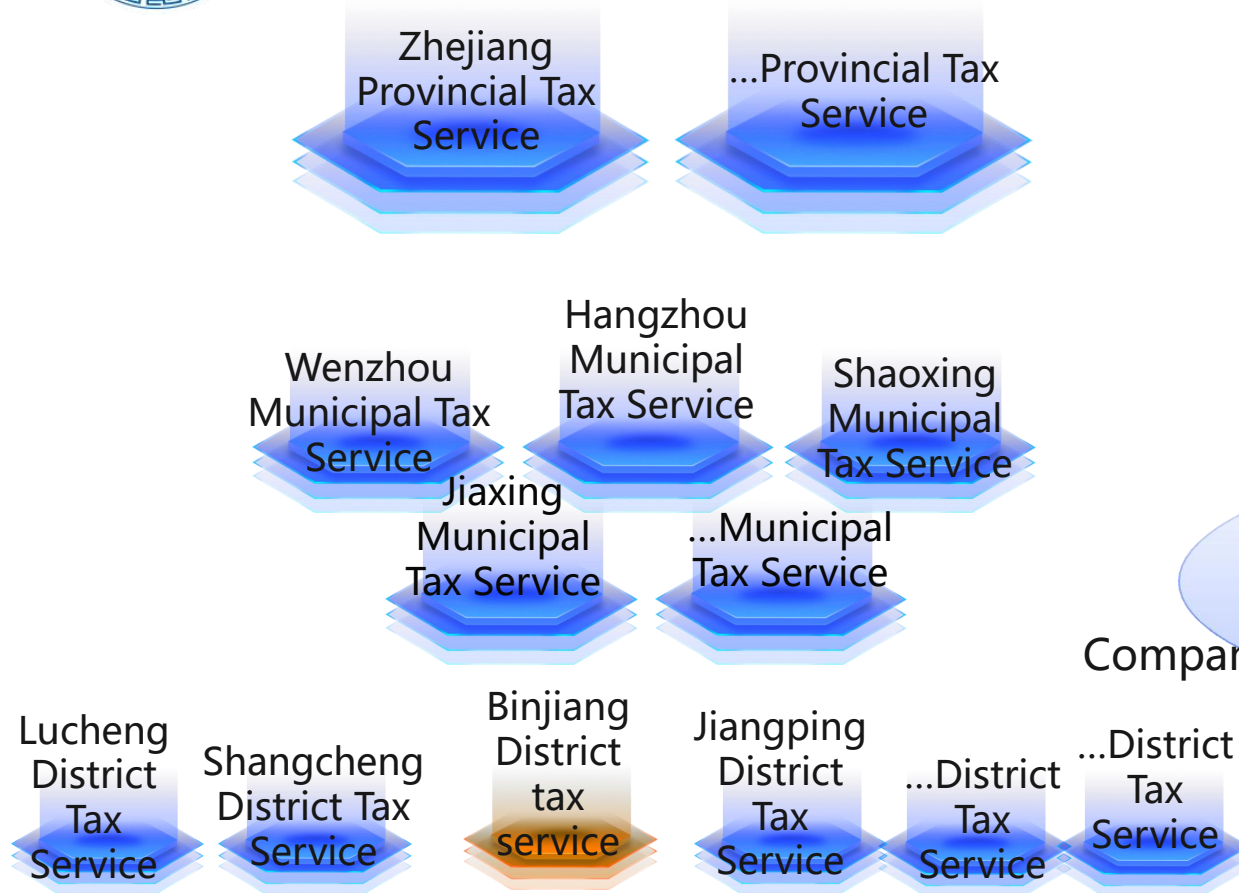 Zhejiang
Provincial Tax
Service
...Provincial Tax
Service
Wenzhou
Municipal Tax
Service
Hangzhou
Municipal
Tax Service
Shaoxing
Municipal
Tax Service
Jiaxing
Municipal
Tax Service
...Municipal
Tax Service
Lucheng
District
Tax
Service
Shangcheng
District Tax
Service
Binjiang
District
tax
service
Jiangping
District
Tax
Service
...District
Tax
Service
...District
Tax
Service